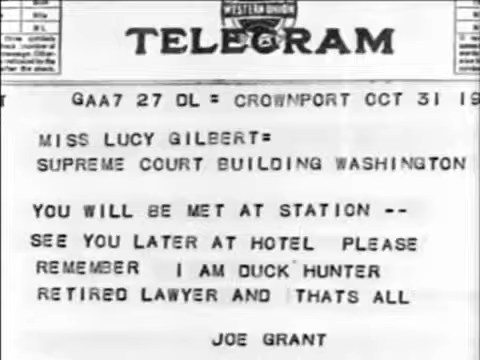 WESTERN UNION
TELEGRAM
GAA7 27 DL = CROWNPORT OCT 31 19
MISS LUCY GILBERT=
SUPREME COURT BUILDING WASHINGTON
YOU WILL BE MET AT STATION --
SEE YOU LATER AT HOTEL PLEASE
REMEMBER I AM DUCK HUNTER
RETIRED LAWYER AND THATS ALL
JOE GRANT